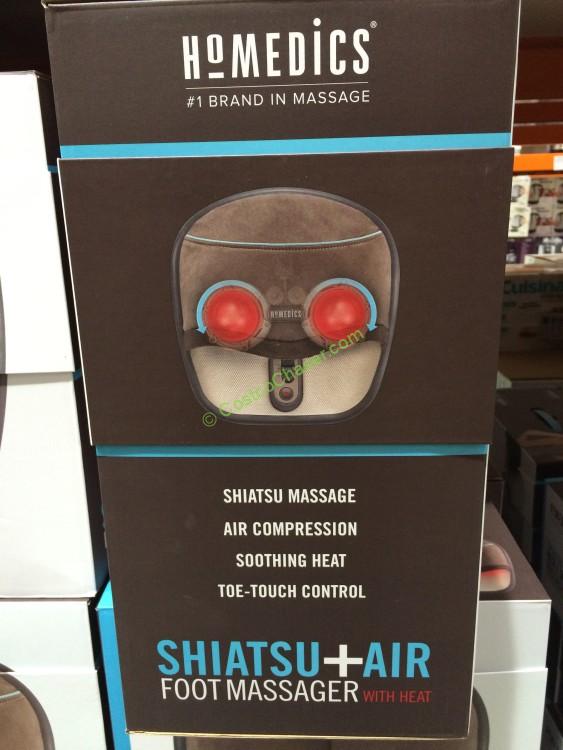 HOMEDICS®
#1 BRAND IN MASSAGE
HOMEDICS
© CostcoChaser.com
Cuisina
SHIATSU MASSAGE
AIR COMPRESSION
SOOTHING HEAT
TOE-TOUCH CONTROL
SHIATSU+AIR
FOOT MASSAGER WITH HEAT